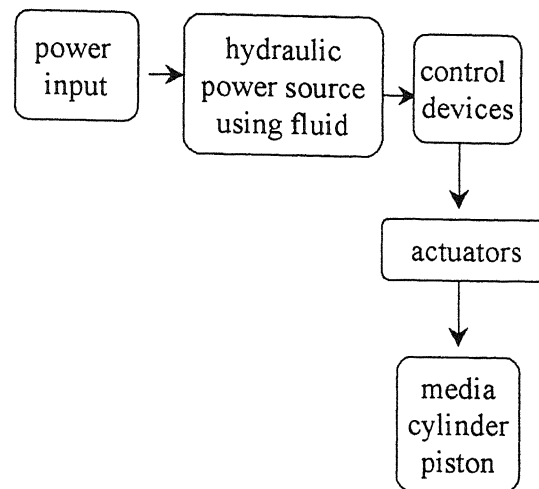 power
input
hydraulic
power source
using fluid
control
devices
actuators
media
cylinder
piston